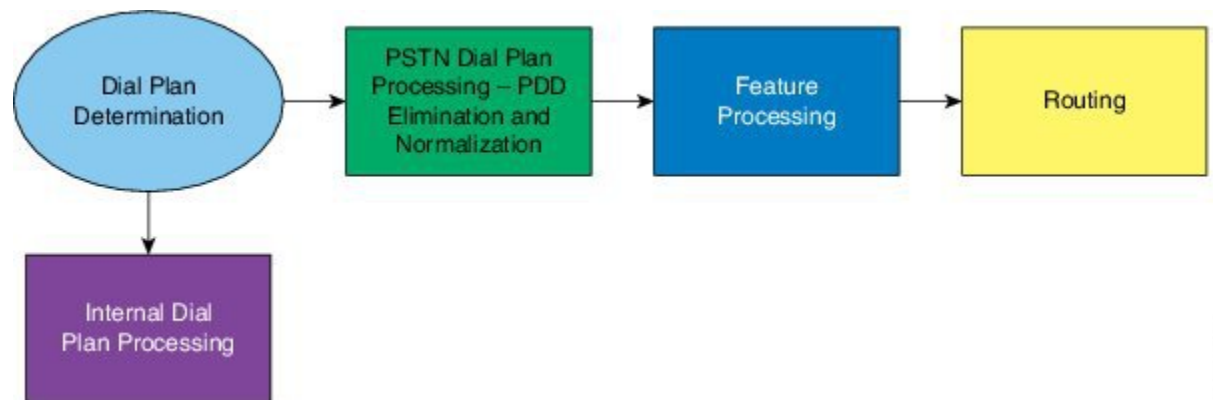 Dial Plan
Determination
PSTN Dial Plan
Processing – PDD
Elimination and
Normalization
Feature
Processing
Routing
Internal Dial
Plan Processing